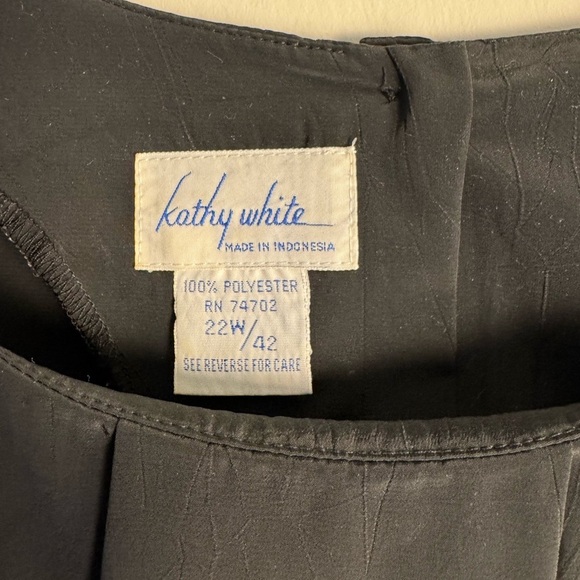 kathy white
MADE IN INDONESIA
100% POLYESTER
RN 74702
22W/42
SEE REVERSE FOR CARE